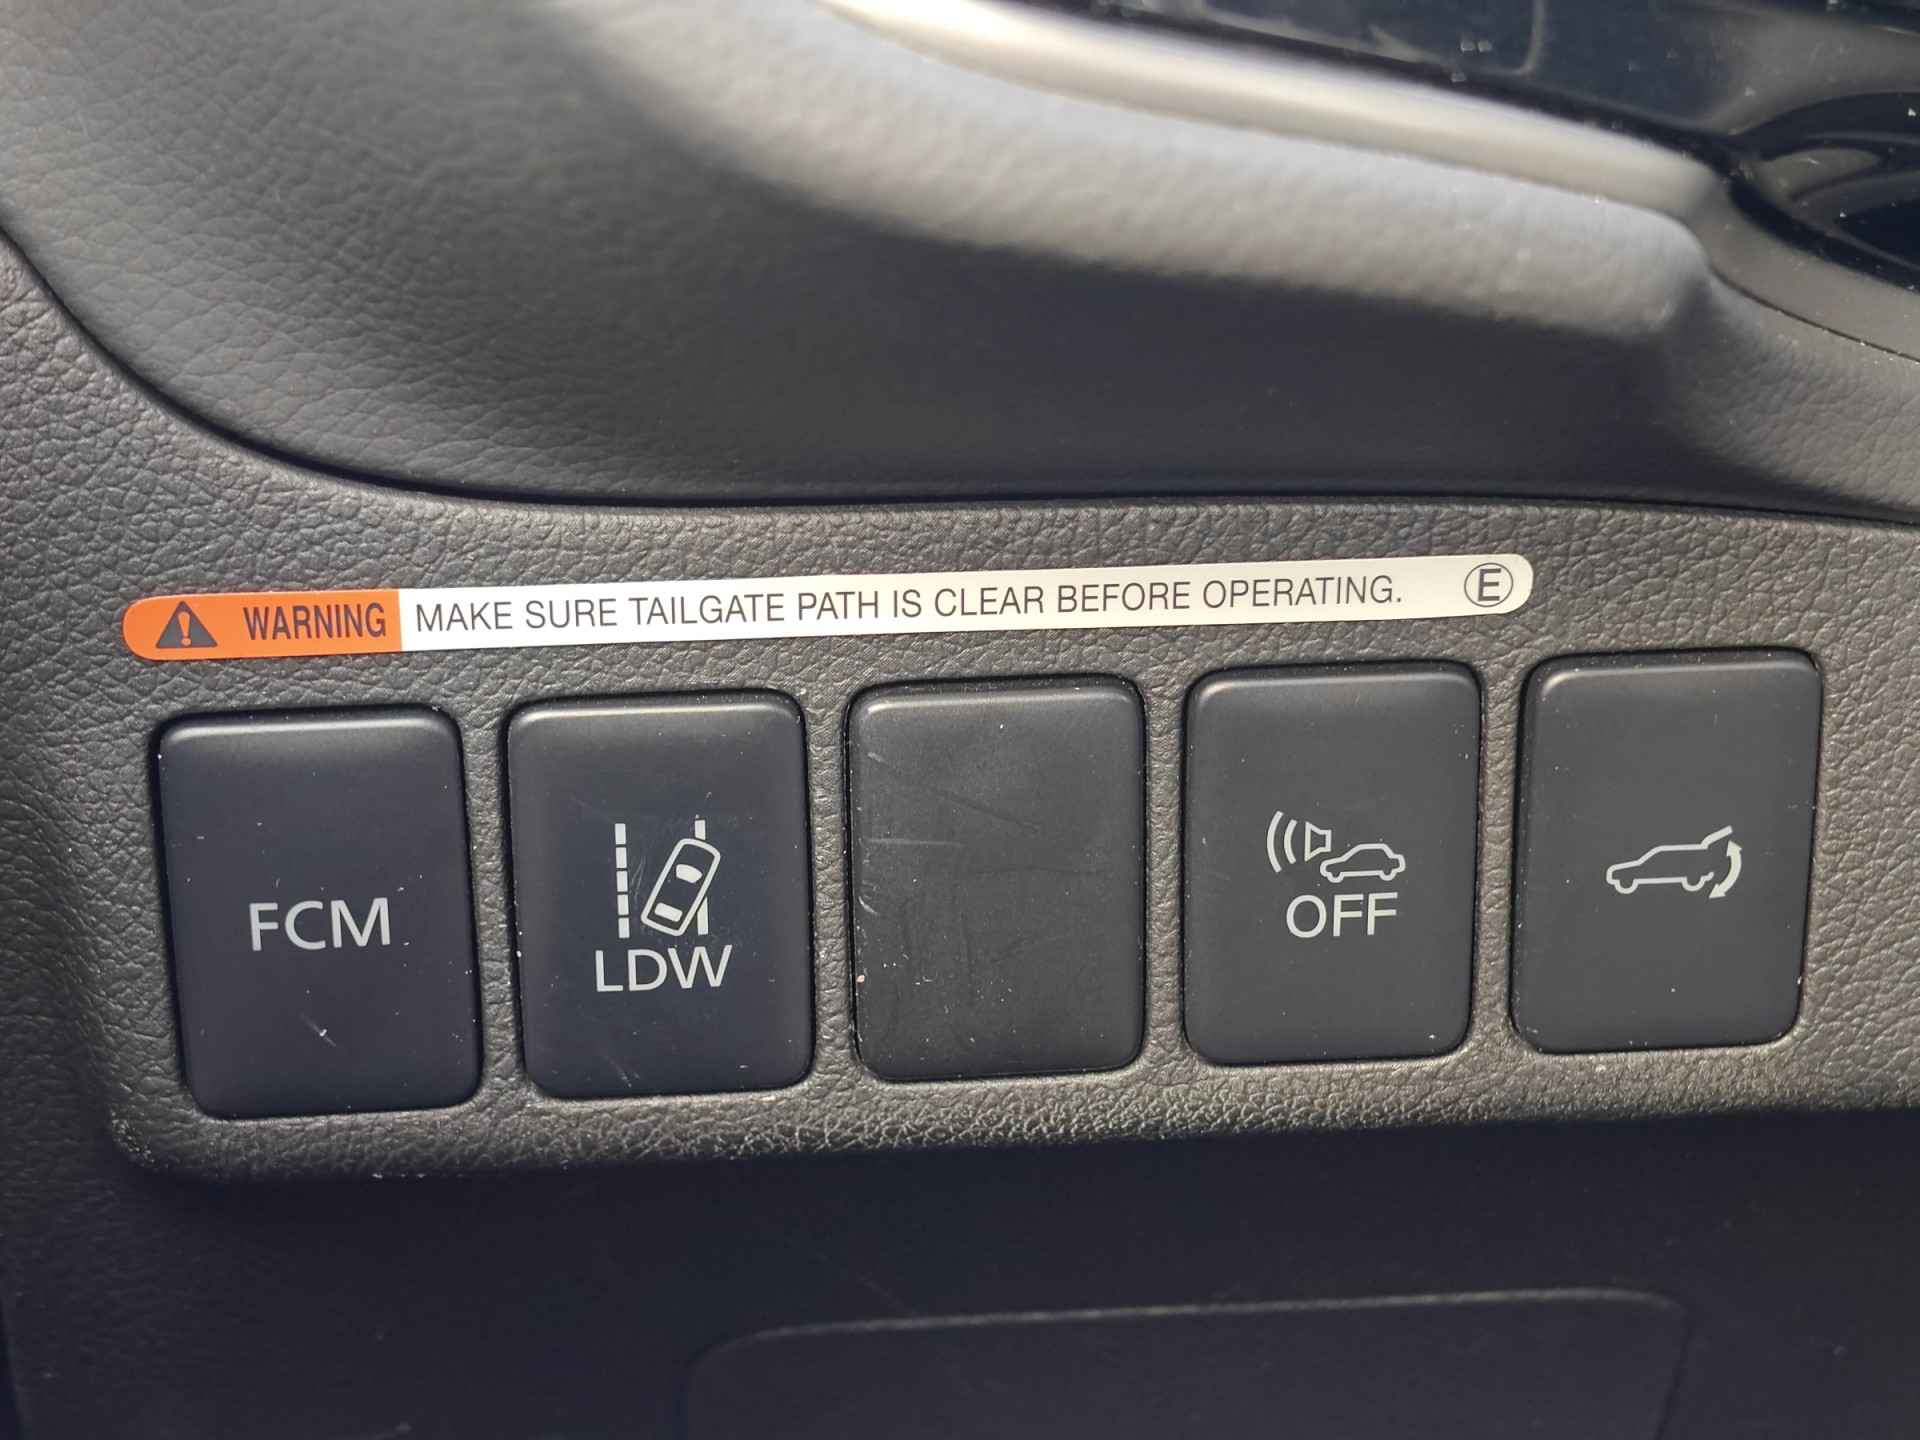 WARNING MAKE SURE TAILGATE PATH IS CLEAR BEFORE OPERATING. E
FCM
LDW
OFF